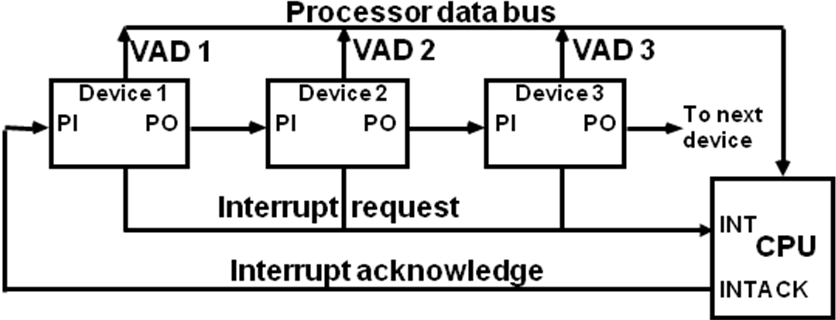 Processor data bus
VAD 1
VAD 2
VAD 3
Device 1
PI
PO
Device 2
PI
PO
Device 3
PI
PO
To next
device
Interrupt request
INT
CPU
Interrupt acknowledge
INTACK